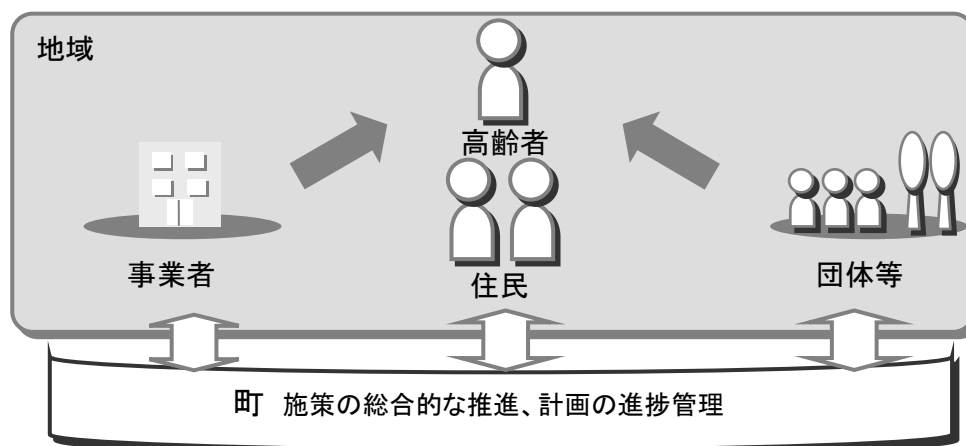 地域
高齢者
事業者
住民
団体等
町 施策の総合的な推進、計画の進捗管理